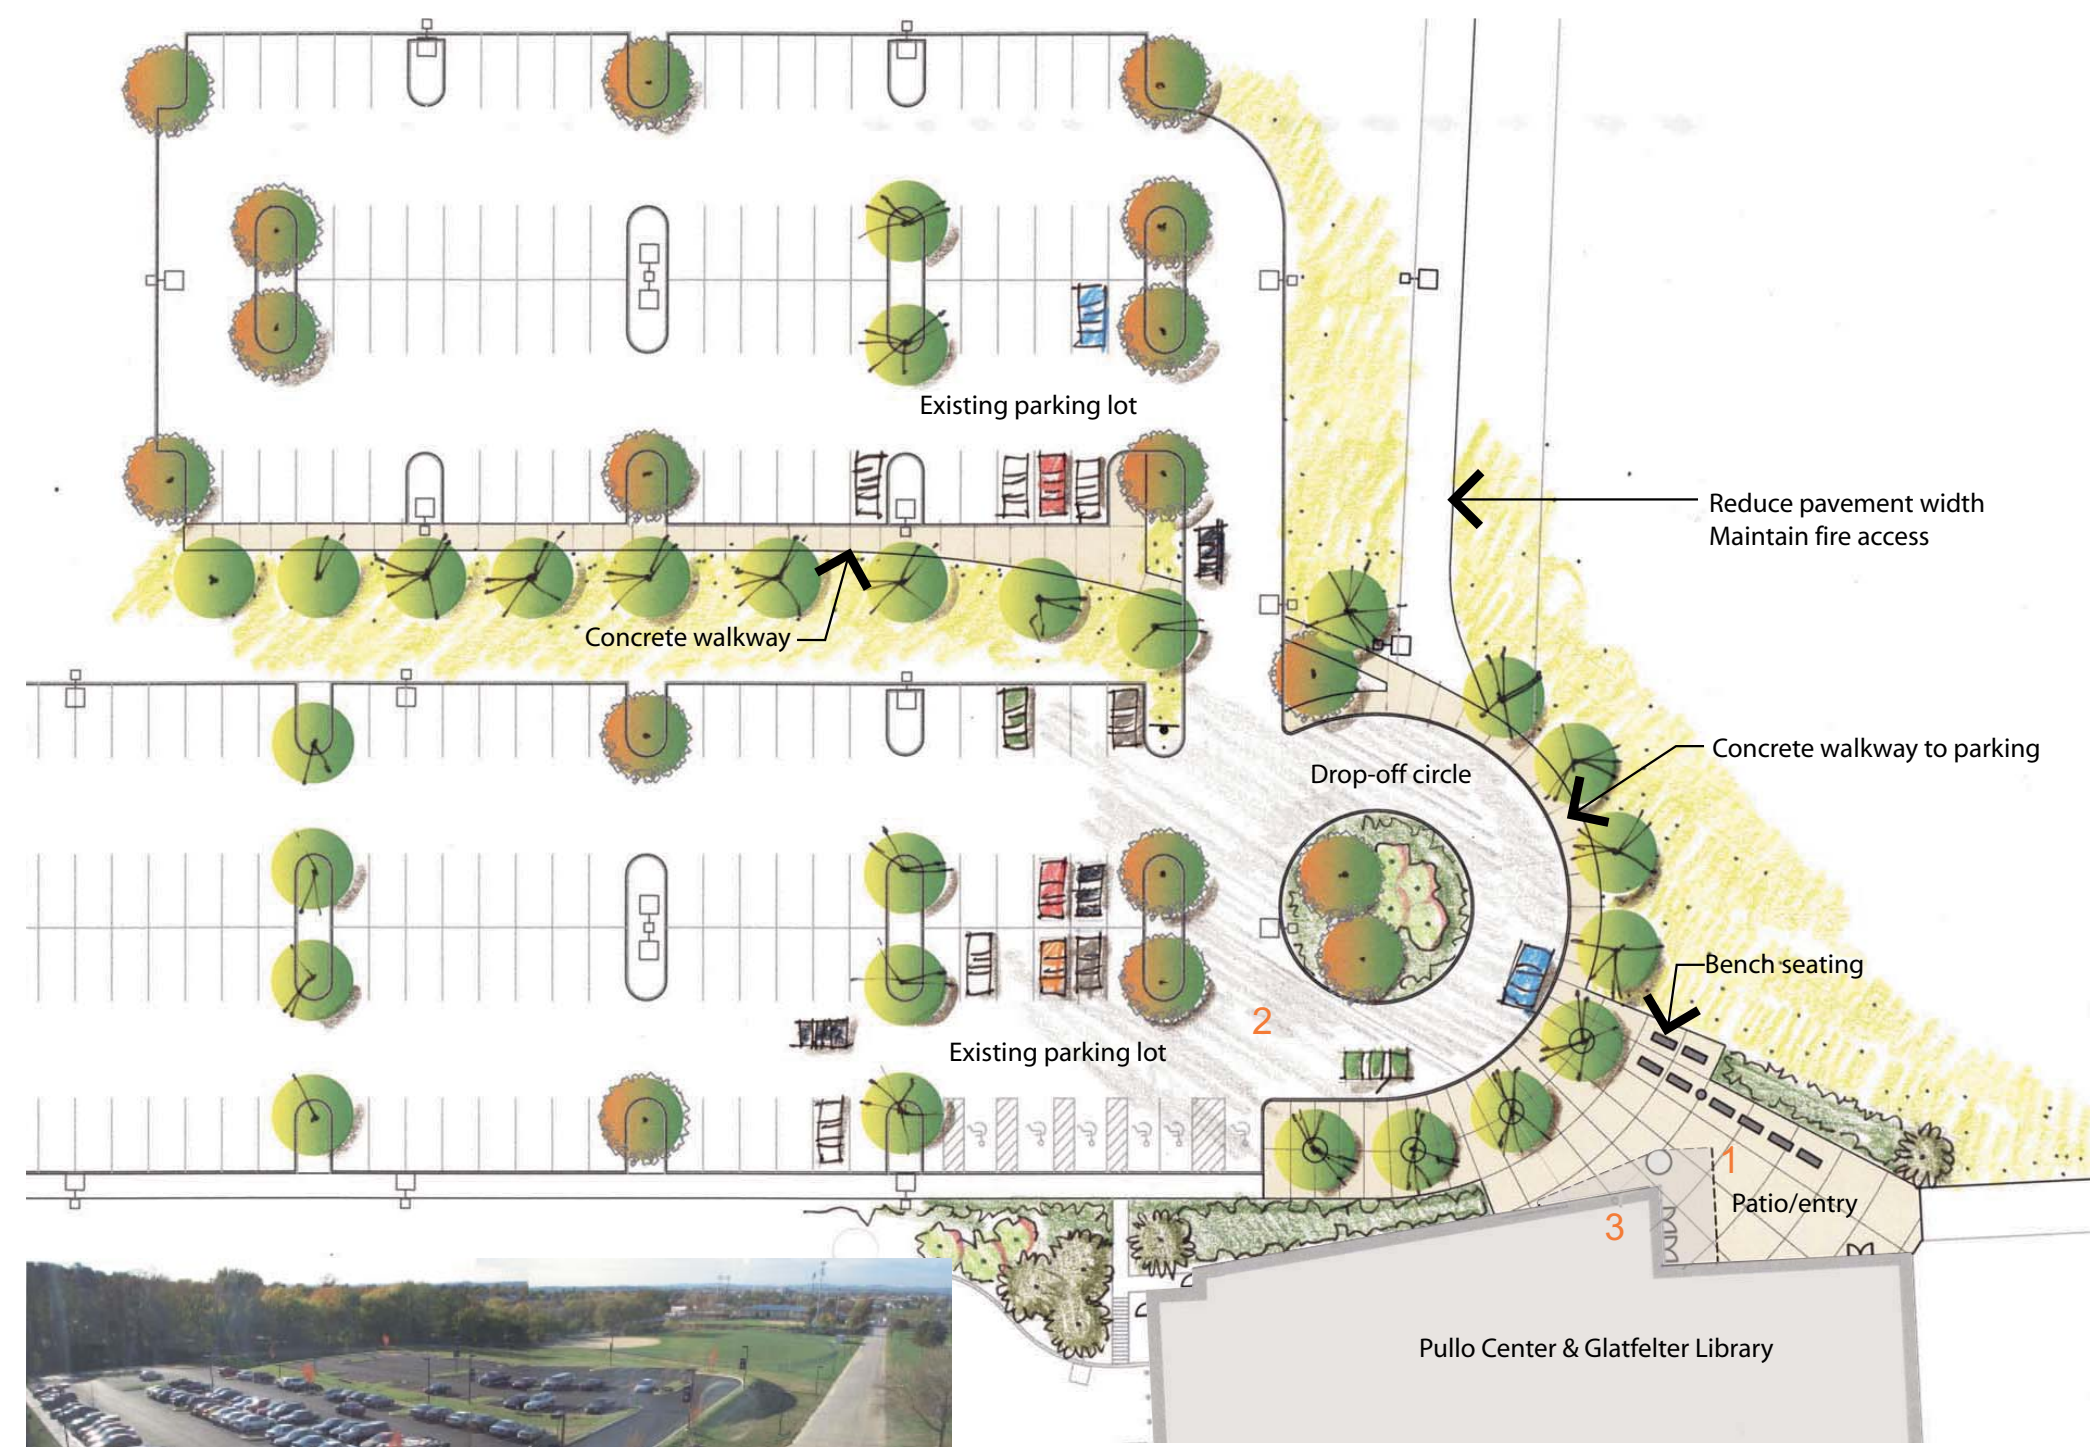 Existing parking lot
Reduce pavement width
Maintain fire access
Concrete walkway
Concrete walkway to parking
Drop-off circle
Bench seating
2
Existing parking lot
1
Patio/entry
3
Pullo Center & Glatfelter Library